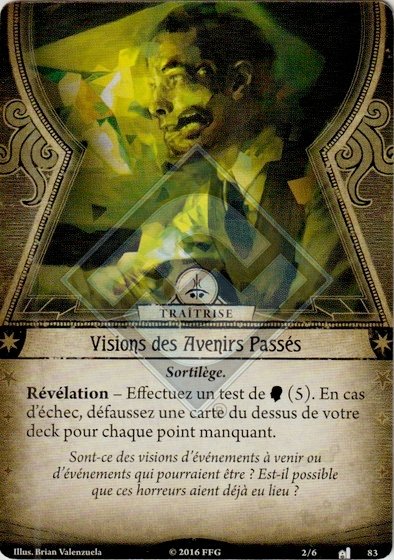 TRAÎTRISE
Visions des Avenirs Passés
Sortilège.
Révélation – Effectuez un test de (5). En cas
d'échec, défaussez une carte du dessus de votre
deck pour chaque point manquant.
Sont-ce des visions d'événements à venir ou
d'événements qui pourraient être ? Est-il possible
que ces horreurs aient déjà eu lieu ?
Illus. Brian Valenzuela © 2016 FFG 2/6 83